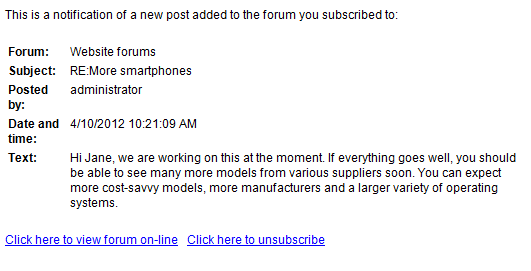 This is a notification of a new post added to the forum you subscribed to:
Forum: Website forums
Subject: RE:More smartphones
Posted by: administrator
Date and time: 4/10/2012 10:21:09 AM
Text: Hi Jane, we are working on this at the moment. If everything goes well, you should
be able to see many more models from various suppliers soon. You can expect
more cost-savvy models, more manufacturers and a larger variety of operating
systems.
Click here to view forum on-line Click here to unsubscribe